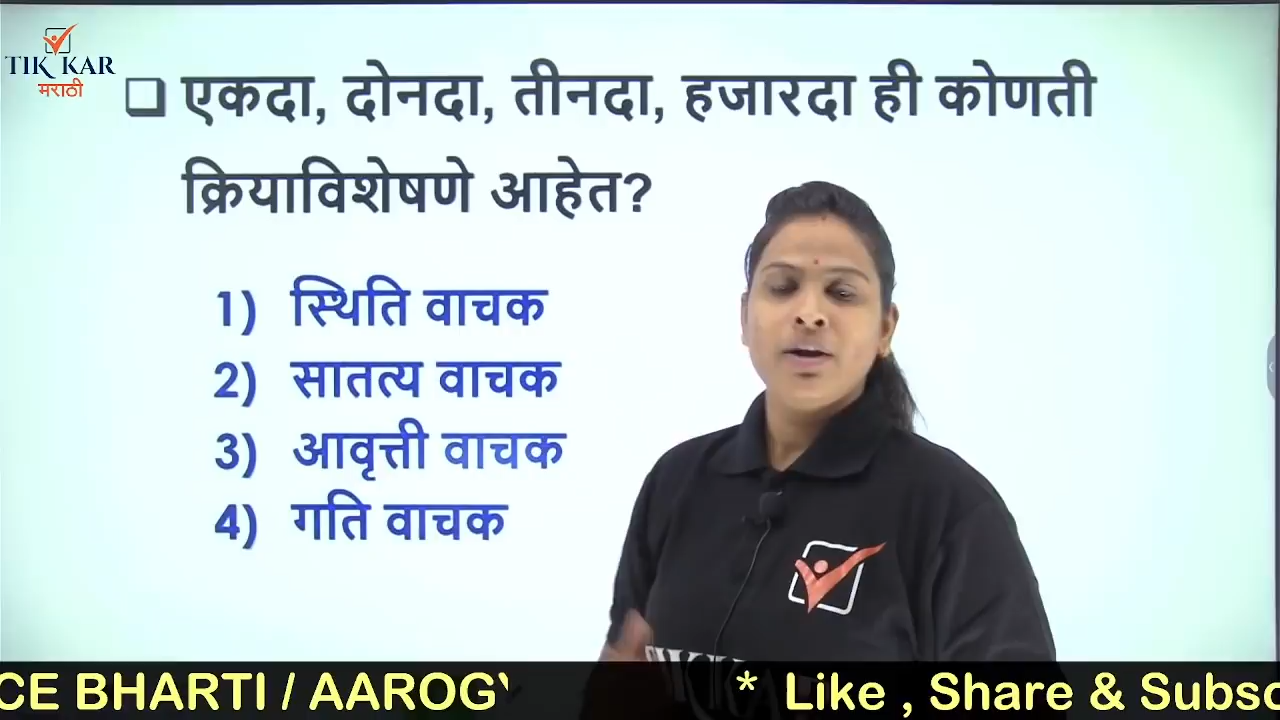 TIK KAR
मराठी
❑ एकदा, दोनदा, तीनदा, हजारदा ही कोणती
क्रियाविशेषणे आहेत?
1) स्थिति वाचक
2) सातत्य वाचक
3) आवृत्ती वाचक
4) गति वाचक
CE BHARTI / AAROGY * Like , Share & Subsc